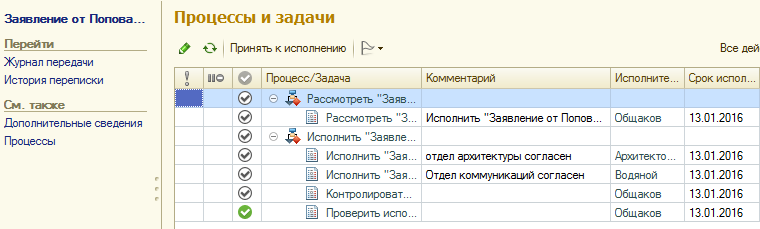 Заявление от Попова...
Перейти
Журнал передачи
История переписки
См. также
Дополнительные сведения
Процессы
Процессы и задачи
Принять к исполнению
Все дей
Процесс/Задача Комментарий Исполните... Срок испол...
Рассмотреть "Заяв...
Рассмотреть "З... Исполнить "Заявление от Попов... Общаков 13.01.2016
Исполнить "Заявле...
Исполнить "Зая... отдел архитектуры согласен Архитекто... 13.01.2016
Исполнить "Зая... Отдел коммуникаций согласен Водяной 13.01.2016
Контролироват... Общаков 13.01.2016
Проверить испо... Общаков 13.01.2016